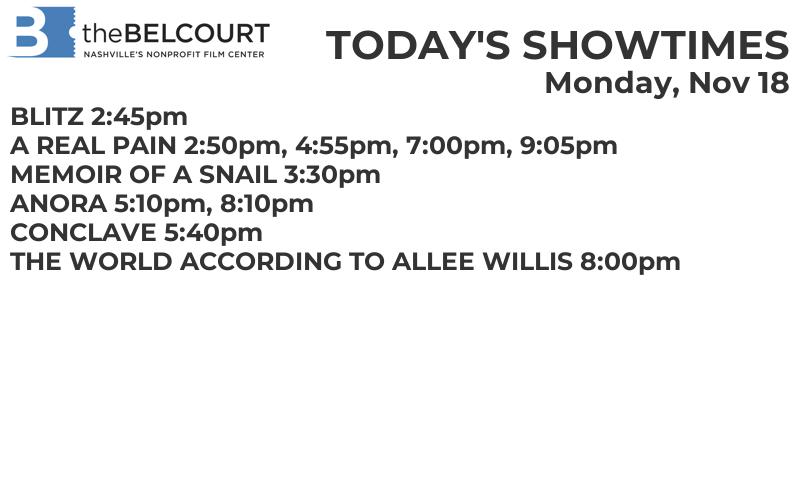 B theBELCOURT
NASHVILLE'S NONPROFIT FILM CENTER
TODAY'S SHOWTIMES
Monday, Nov 18
BLITZ 2:45pm
A REAL PAIN 2:50pm, 4:55pm, 7:00pm, 9:05pm
MEMOIR OF A SNAIL 3:30pm
ANORA 5:10pm, 8:10pm
CONCLAVE 5:40pm
THE WORLD ACCORDING TO ALLEE WILLIS 8:00pm